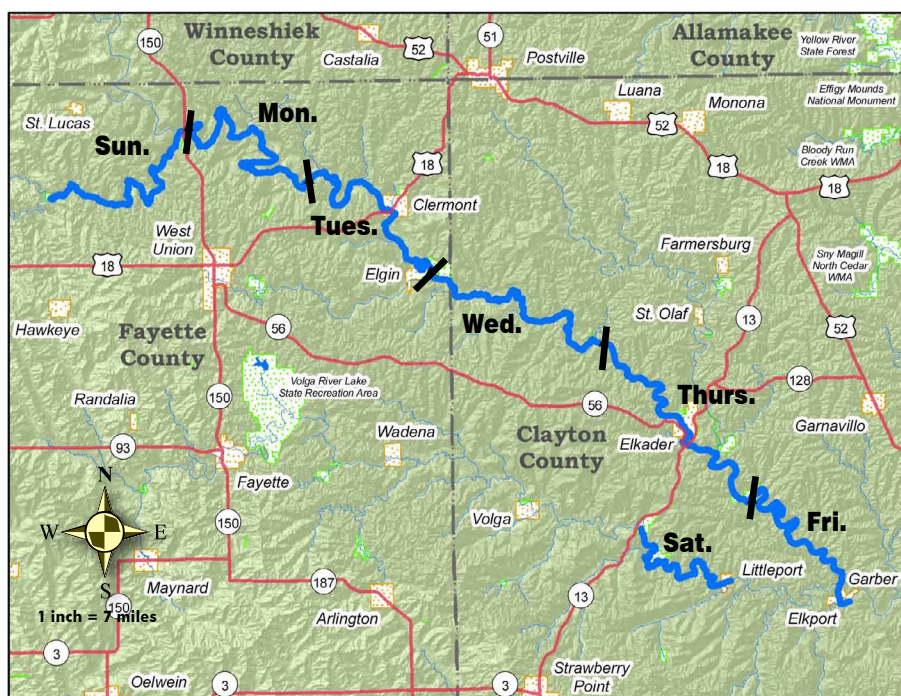 Winneshiek
County
Allamakee
County
150
52
51
Castalia
Postville
Yellow River
State Forest
Effigy Mounds
National Monument
St. Lucas
Mon.
Luana
Monona
Sun.
52
18
18
18
Bloody Run
Creek WMA
Clermont
West
Union
Tues.
Farmersburg
18
Elgin
Sny Magill
North Cedar
WMA
Hawkeye
Wed.
St. Olaf
13
52
56
Fayette
County
Volga River Lake
State Recreation Area
150
56
Thurs.
128
Randalia
Garnavillo
93
Wadena
Clayton
County
Elkader
Fayette
N
W
E
S
150
Volga
Fri.
Sat.
Littleport
Garber
Maynard
187
13
Elkport
150
1 inch = 7 miles
Arlington
3
Oelwein
3
3
Strawberry
Point